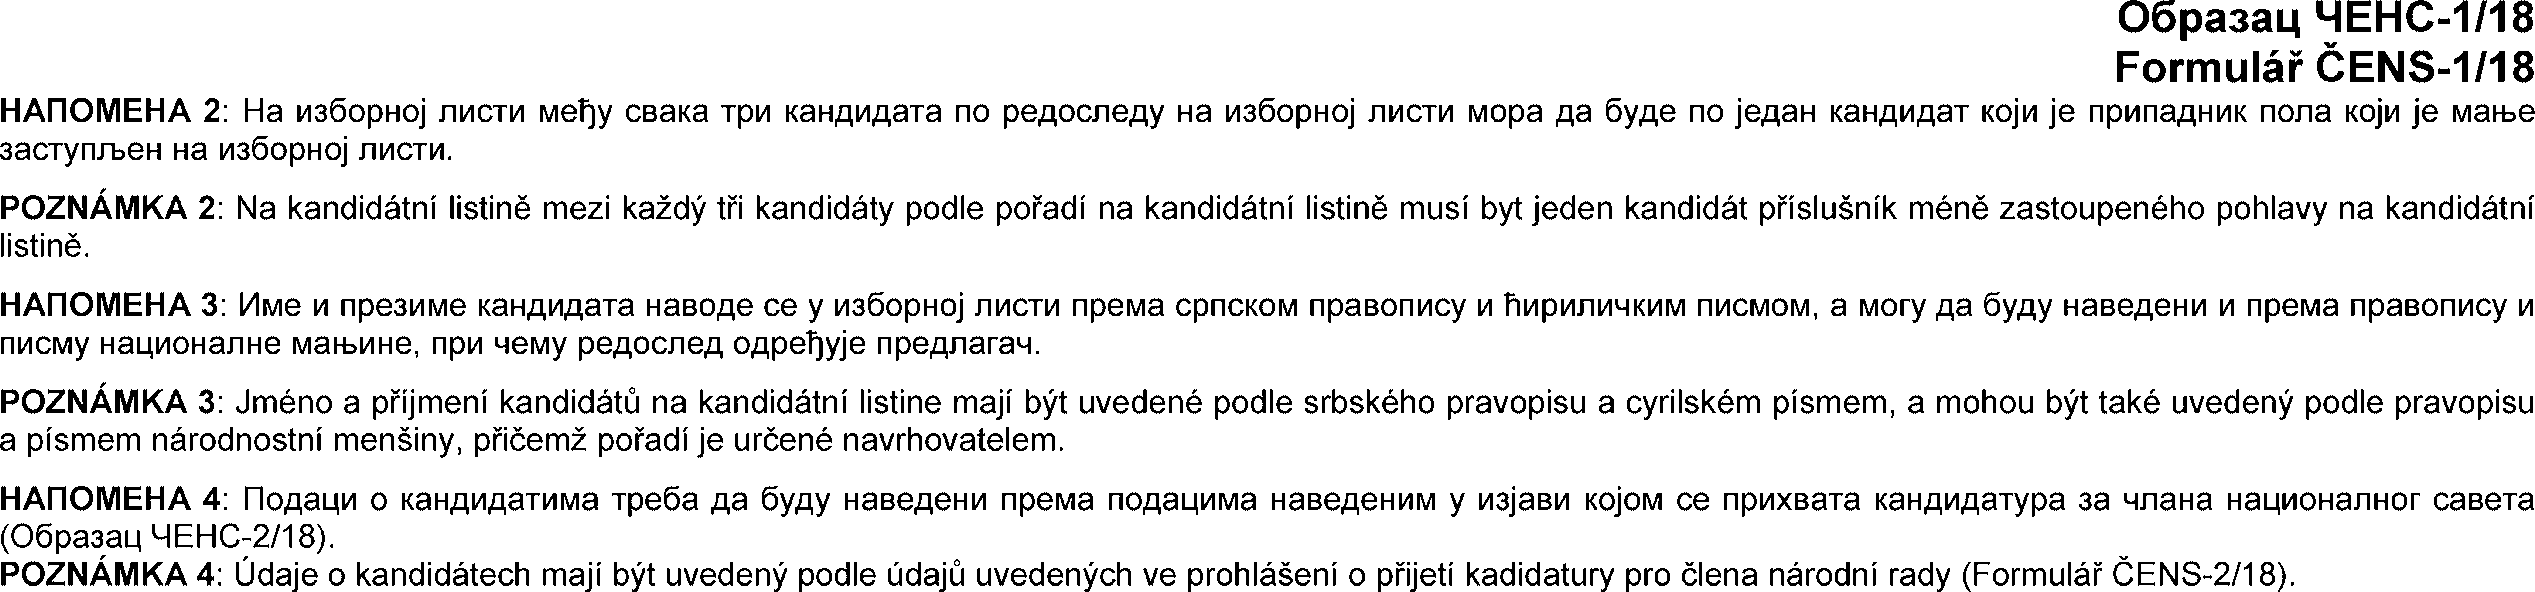 Образац ЧЕНС-1/18
Formulář ČENS-1/18
НАПОМЕНА 2: На изборној листи међу свака три кандидата по редоследу на изборној листи мора да буде по један кандидат који је припадник пола који је мање
заступљен на изборној листи.
POZNÁMKA 2: Na kandidátní listině mezi každý tři kandidáty podle pořadí na kandidátní listině musí byt jeden kandidát příslušník méně zastoupeného pohlavy na kandidátní
listině.
НАПОМЕНА 3: Име и презиме кандидата наводе се у изборној листи према српском правопису и ћириличким писмом, а могу да буду наведени и према правопису и
писму националне мањине, при чему редослед одређује предлагач.
POZNÁMKA 3: Jméno a příjmení kandidátů na kandidátní listine mají být uvedené podle srbského pravopisu a cyrilském písmem, a mohou být také uvedený podle pravopisu
a písmem národnostní menšiny, přičemž pořadí je určené navrhovatelem.
НАПОМЕНА 4: Подаци о кандидатима треба да буду наведени према подацима наведеним у изјави којом се прихвата кандидатура за члана националног савета
(Образац ЧЕНС-2/18).
POZNÁMKA 4: Údaje o kandidátech mají být uvedený podle údajů uvedených ve prohlášení o přijetí kadidatury pro člena národní rady (Formulář ČENS-2/18).